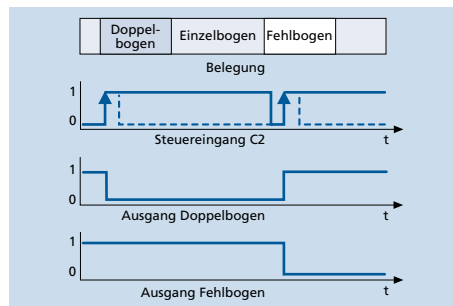 Doppel-
bogen
Einzelbogen
Fehlbogen
Belegung
1
0
Steuereingang C2
t
1
0
Ausgang Doppelbogen
t
1
0
Ausgang Fehlbogen
t